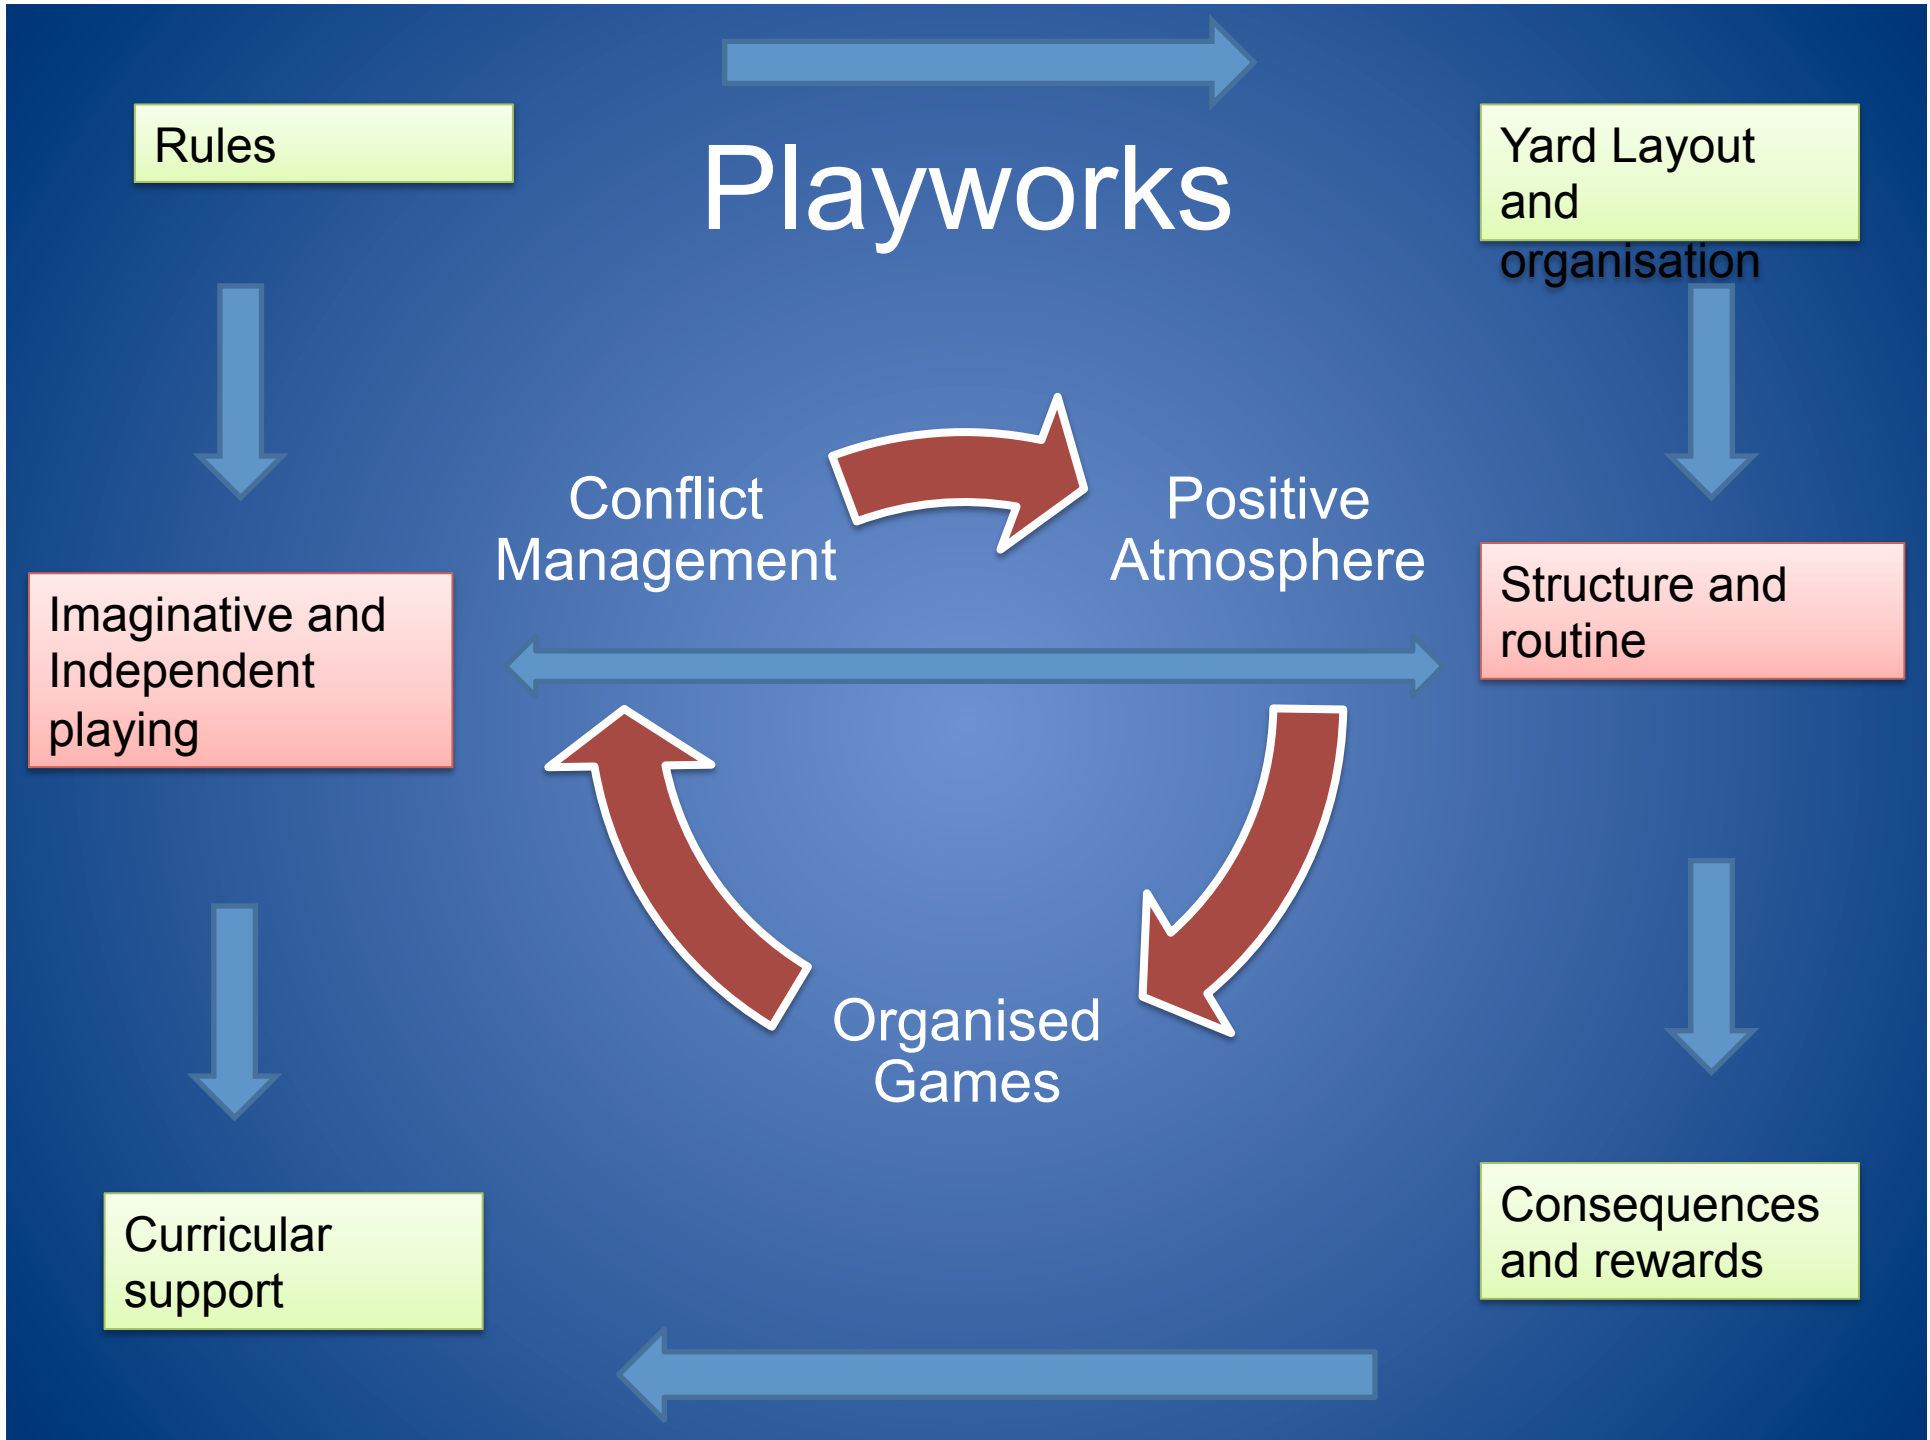 Rules
Playworks
Yard Layout
and
organisation
Conflict
Management
Positive
Atmosphere
Imaginative and
Independent
playing
Structure and
routine
Organised
Games
Curricular
support
Consequences
and rewards